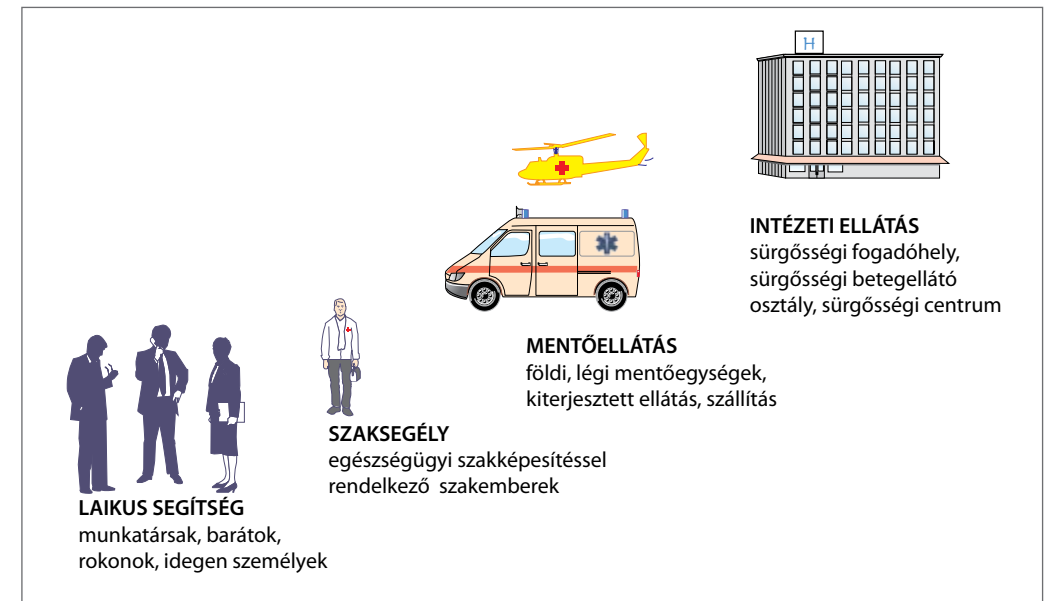 H
INTÉZETI ELLÁTÁS
sürgősségi fogadóhely,
sürgősségi betegellátó
osztály, sürgősségi centrum
MENTŐELLÁTÁS
földi, légi mentőegységek,
kiterjesztett ellátás, szállítás
SZAKSEGÉLY
egészségügyi szakképesítéssel
rendelkező szakemberek
LAIKUS SEGÍTSÉG
munkatársak, barátok,
rokonok, idegen személyek